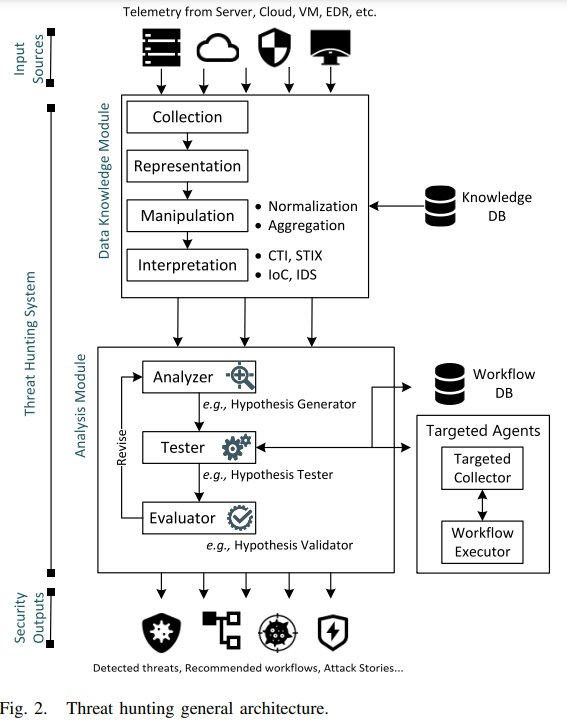 Telemetry from Server, Cloud, VM, EDR, etc.
Input
Sources
Threat Hunting System
Data Knowledge Module
Collection
Representation
Manipulation
• Normalization
• Aggregation
Interpretation
• CTI, STIX
• IoC, IDS
Knowledge
DB
Analysis Module
Analyzer
e.g., Hypothesis Generator
Revise
Tester
e.g., Hypothesis Tester
Evaluator
e.g., Hypothesis Validator
Workflow
DB
Targeted Agents
Targeted
Collector
Workflow
Executor
Security
Outputs
Detected threats, Recommended workflows, Attack Stories...
Fig. 2. Threat hunting general architecture.